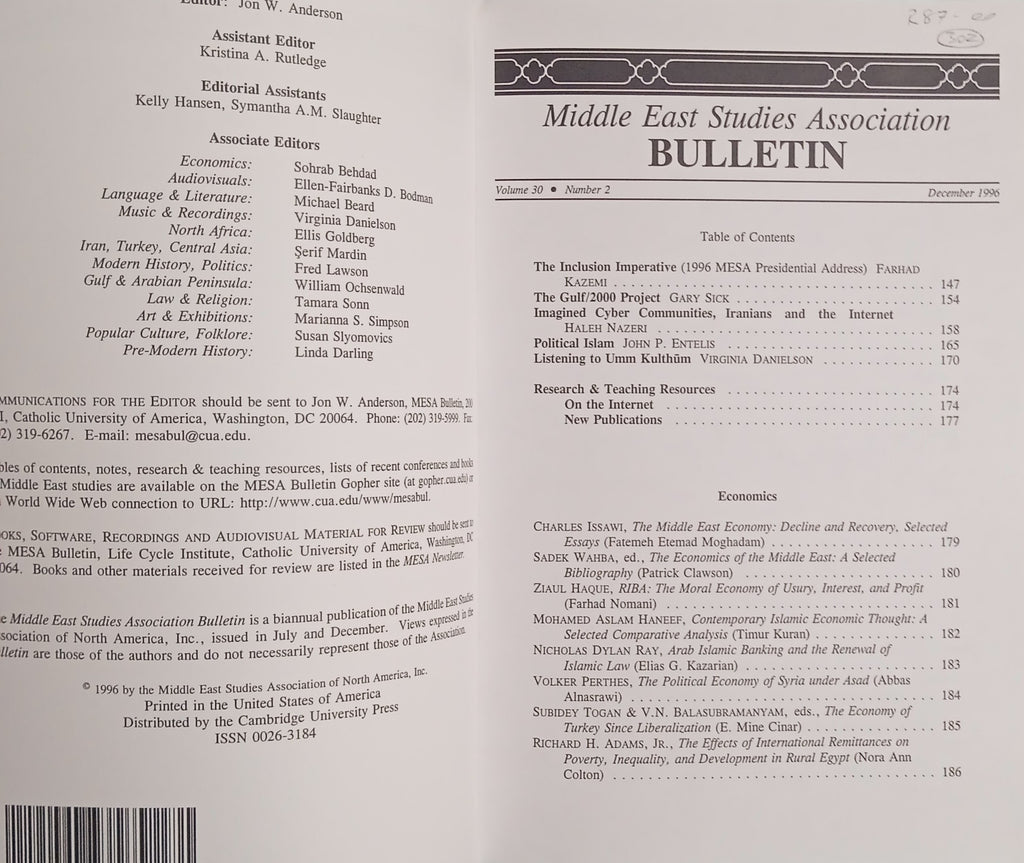 Editor: Jon W. Anderson
Assistant Editor
Kristina A. Rutledge
Editorial Assistants
Kelly Hansen, Symantha A.M. Slaughter
Associate Editors
Economics: Sohrab Behdad
Audiovisuals: Ellen-Fairbanks D. Bodman
Language & Literature: Michael Beard
Music & Recordings: Virginia Danielson
North Africa: Ellis Goldberg
Iran, Turkey, Central Asia: Şerif Mardin
Modern History, Politics: Fred Lawson
Gulf & Arabian Peninsula: William Ochsenwald
Law & Religion: Tamara Sonn
Art & Exhibitions: Marianna S. Simpson
Popular Culture, Folklore: Susan Slyomovics
Pre-Modern History: Linda Darling
MMUNICATIONS FOR THE EDITOR should be sent to Jon W. Anderson, MESA Bulletin, 200
I, Catholic University of America, Washington, DC 20064. Phone: (202) 319-5999. Fax:
2) 319-6267. E-mail: mesabul@cua.edu.
bles of contents, notes, research & teaching resources, lists of recent conferences and books
Middle East studies are available on the MESA Bulletin Gopher site (at gopher.cua.edu) or
World Wide Web connection to URL: http://www.cua.edu/www/mesabul.
OKS, SOFTWARE, RECORDINGS AND AUDIOVISUAL MATERIAL FOR REVIEW should be sent to
e MESA Bulletin, Life Cycle Institute, Catholic University of America, Washington, DC
064. Books and other materials received for review are listed in the MESA Newsletter.
e Middle East Studies Association Bulletin is a biannual publication of the Middle East Studies
sociation of North America, Inc., issued in July and December. Views expressed in the
lletin are those of the authors and do not necessarily represent those of the Association.
© 1996 by the Middle East Studies Association of North America, Inc.
Printed in the United States of America
Distributed by the Cambridge University Press
ISSN 0026-3184
287-00
302
Middle East Studies Association
BULLETIN
Volume 30 ● Number 2 December 1996
Table of Contents
The Inclusion Imperative (1996 MESA Presidential Address) FARHAD
KAZEMI . . . . . . . . . . . . . . . . . . . . . . . . . . . . . . . . . . . . 147
The Gulf/2000 Project GARY SICK . . . . . . . . . . . . . . . . . . . . . 154
Imagined Cyber Communities, Iranians and the Internet
HALEH NAZERI . . . . . . . . . . . . . . . . . . . . . . . . . . . . . . 158
Political Islam JOHN P. ENTELIS . . . . . . . . . . . . . . . . . . . . . . 165
Listening to Umm Kulthūm VIRGINIA DANIELSON . . . . . . . . . . . . 170
Research & Teaching Resources . . . . . . . . . . . . . . . . . . . . . . . 174
On the Internet . . . . . . . . . . . . . . . . . . . . . . . . . . . . . . 174
New Publications . . . . . . . . . . . . . . . . . . . . . . . . . . . . . 177
Economics
CHARLES ISSAWI, The Middle East Economy: Decline and Recovery, Selected
Essays (Fatemeh Etemad Moghadam) . . . . . . . . . . . . . . . . . . 179
SADEK WAHBA, ed., The Economics of the Middle East: A Selected
Bibliography (Patrick Clawson) . . . . . . . . . . . . . . . . . . . . . 180
ZIAUL HAQUE, RIBA: The Moral Economy of Usury, Interest, and Profit
(Farhad Nomani) . . . . . . . . . . . . . . . . . . . . . . . . . . . . . 181
MOHAMED ASLAM HANEEF, Contemporary Islamic Economic Thought: A
Selected Comparative Analysis (Timur Kuran) . . . . . . . . . . . . . 182
NICHOLAS DYLAN RAY, Arab Islamic Banking and the Renewal of
Islamic Law (Elias G. Kazarian) . . . . . . . . . . . . . . . . . . . . . 183
VOLKER PERTHES, The Political Economy of Syria under Asad (Abbas
Alnasrawi) . . . . . . . . . . . . . . . . . . . . . . . . . . . . . . . . . 184
SUBIDEY TOGAN & V.N. BALASUBRAMANYAM, eds., The Economy of
Turkey Since Liberalization (E. Mine Cinar) . . . . . . . . . . . . . . 185
RICHARD H. ADAMS, JR., The Effects of International Remittances on
Poverty, Inequality, and Development in Rural Egypt (Nora Ann
Colton) . . . . . . . . . . . . . . . . . . . . . . . . . . . . . . . . . . . 186